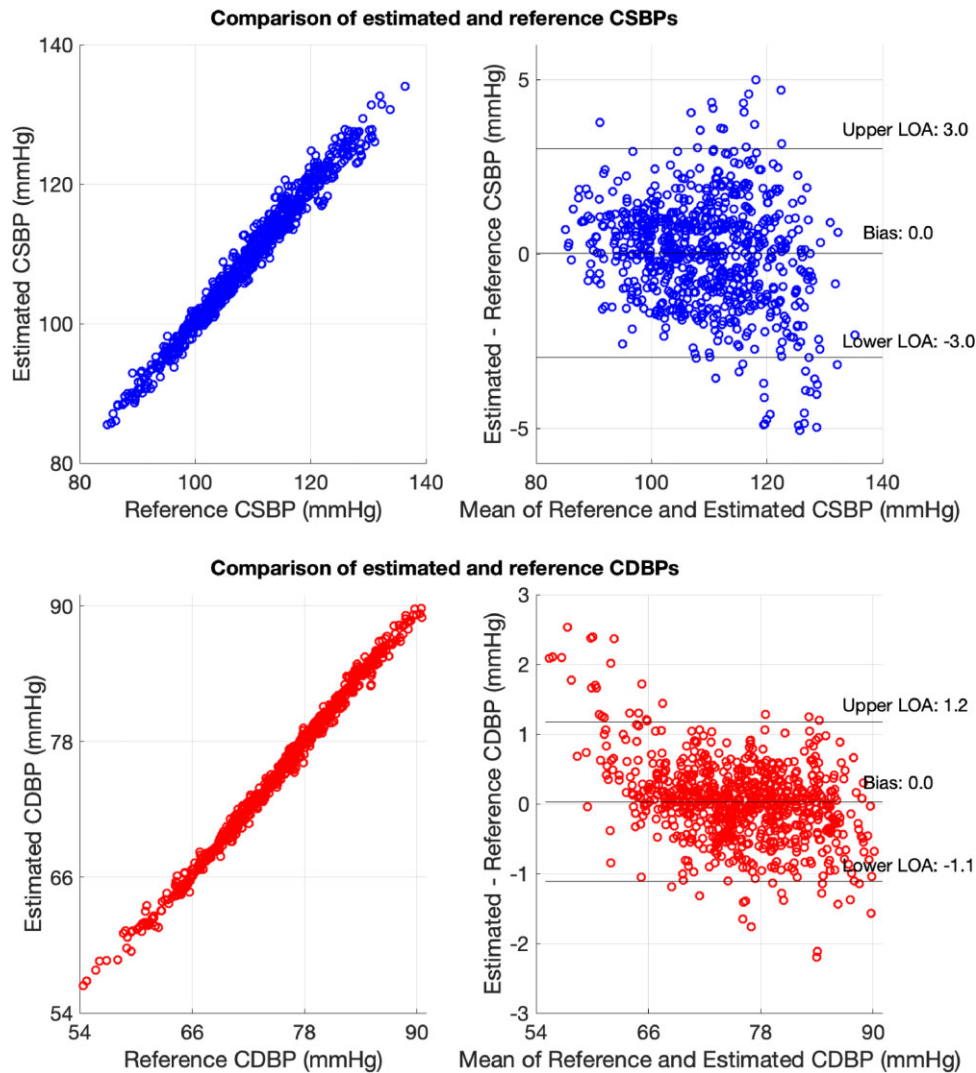 Comparison of estimated and reference CSBPs
140
120
100
80
Estimated CSBP (mmHg)
80
100
120
140
Reference CSBP (mmHg)
5
0
-5
Estimated - Reference CSBP (mmHg)
Upper LOA: 3.0
Bias: 0.0
Lower LOA: -3.0
80
100
120
140
Mean of Reference and Estimated CSBP (mmHg)
Comparison of estimated and reference CDBPs
90
78
66
54
Estimated CDBP (mmHg)
54
66
78
90
Reference CDBP (mmHg)
3
2
1
0
-1
-2
-3
Estimated - Reference CDBP (mmHg)
Upper LOA: 1.2
Bias: 0.0
Lower LOA: -1.1
54
66
78
90
Mean of Reference and Estimated CDBP (mmHg)